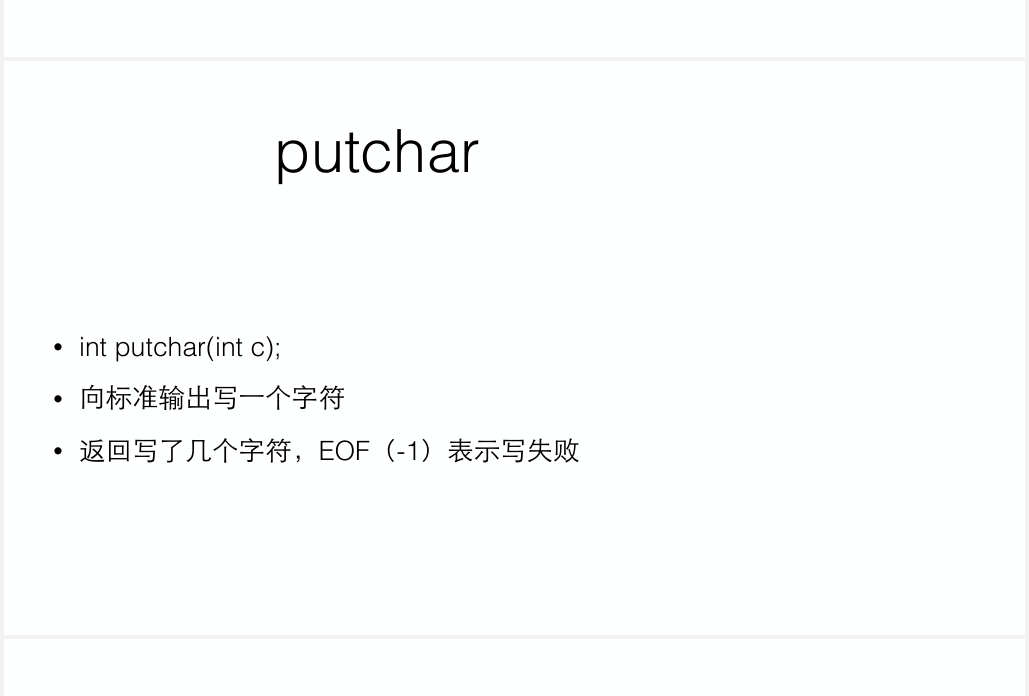 putchar
• int putchar(int c);
• 向标准输出写一个字符
• 返回写了几个字符，EOF（-1）表示写失败